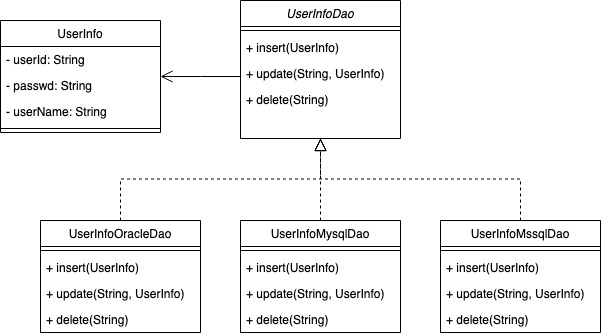 UserInfo
- userId: String
- passwd: String
- userName: String
UserInfoDao
+ insert(UserInfo)
+ update(String, UserInfo)
+ delete(String)
UserInfoOracleDao
+ insert(UserInfo)
+ update(String, UserInfo)
+ delete(String)
UserInfoMysqlDao
+ insert(UserInfo)
+ update(String, UserInfo)
+ delete(String)
UserInfoMssqlDao
+ insert(UserInfo)
+ update(String, UserInfo)
+ delete(String)